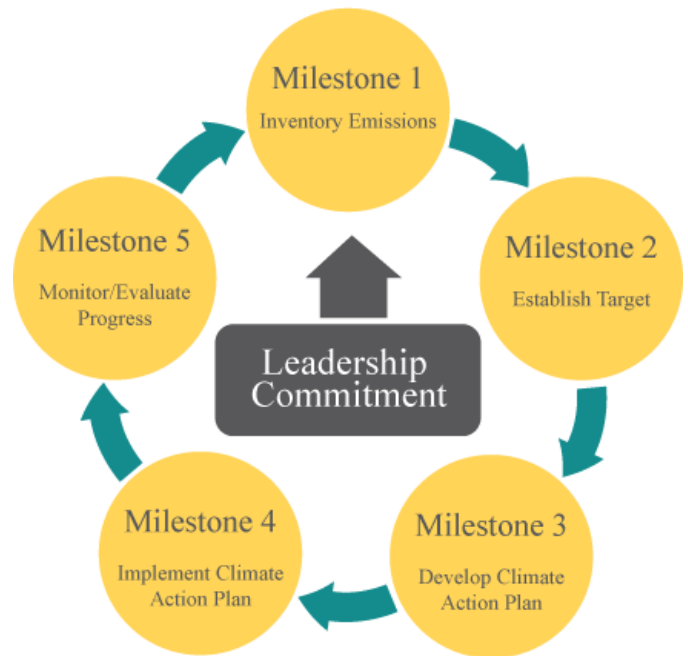 Milestone 1
Inventory Emissions
Milestone 2
Establish Target
Milestone 3
Develop Climate
Action Plan
Milestone 4
Implement Climate
Action Plan
Milestone 5
Monitor/Evaluate
Progress
Leadership
Commitment